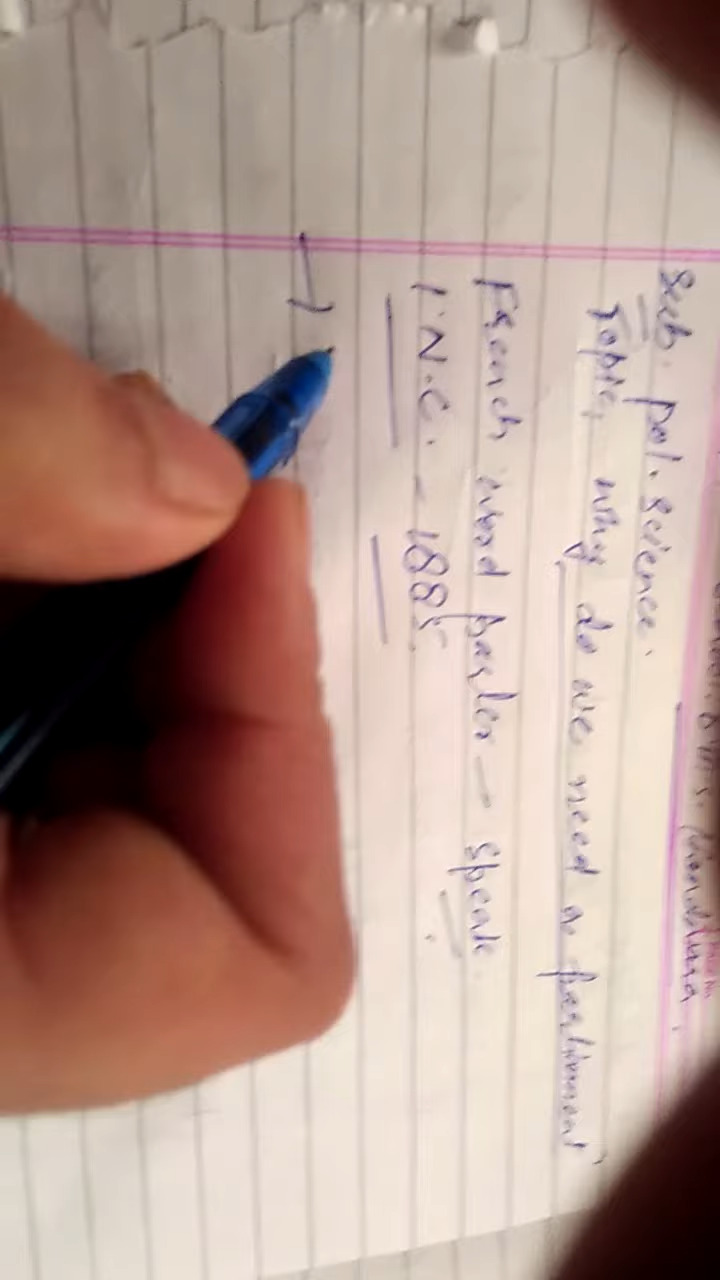 Sub. pol. science.
Topic, why do we need a parliament
French word parler → speak.
I.N.C. - 1885